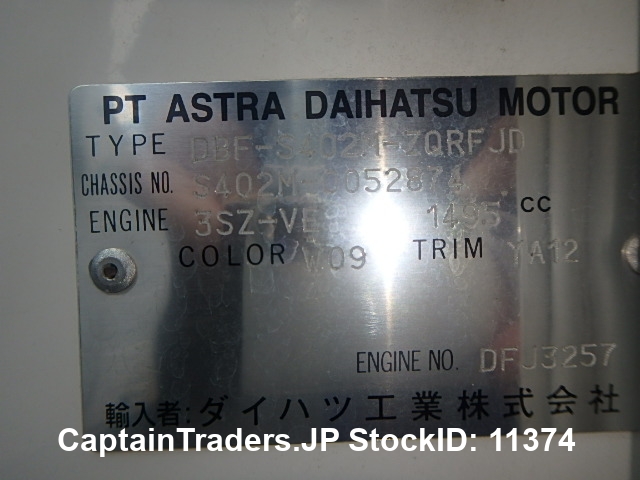 PT ASTRA DAIHATSU MOTOR
TYPE DBF-S402M-ZQRFJD
CHASSIS NO. S402M-0052874
ENGINE 3SZ-VE 1495 CC
COLOR W09 TRIM YA12
ENGINE NO. DFJ3257
輸入者:ダイハツ工業株式会社
CaptainTraders.JP StockID: 11374